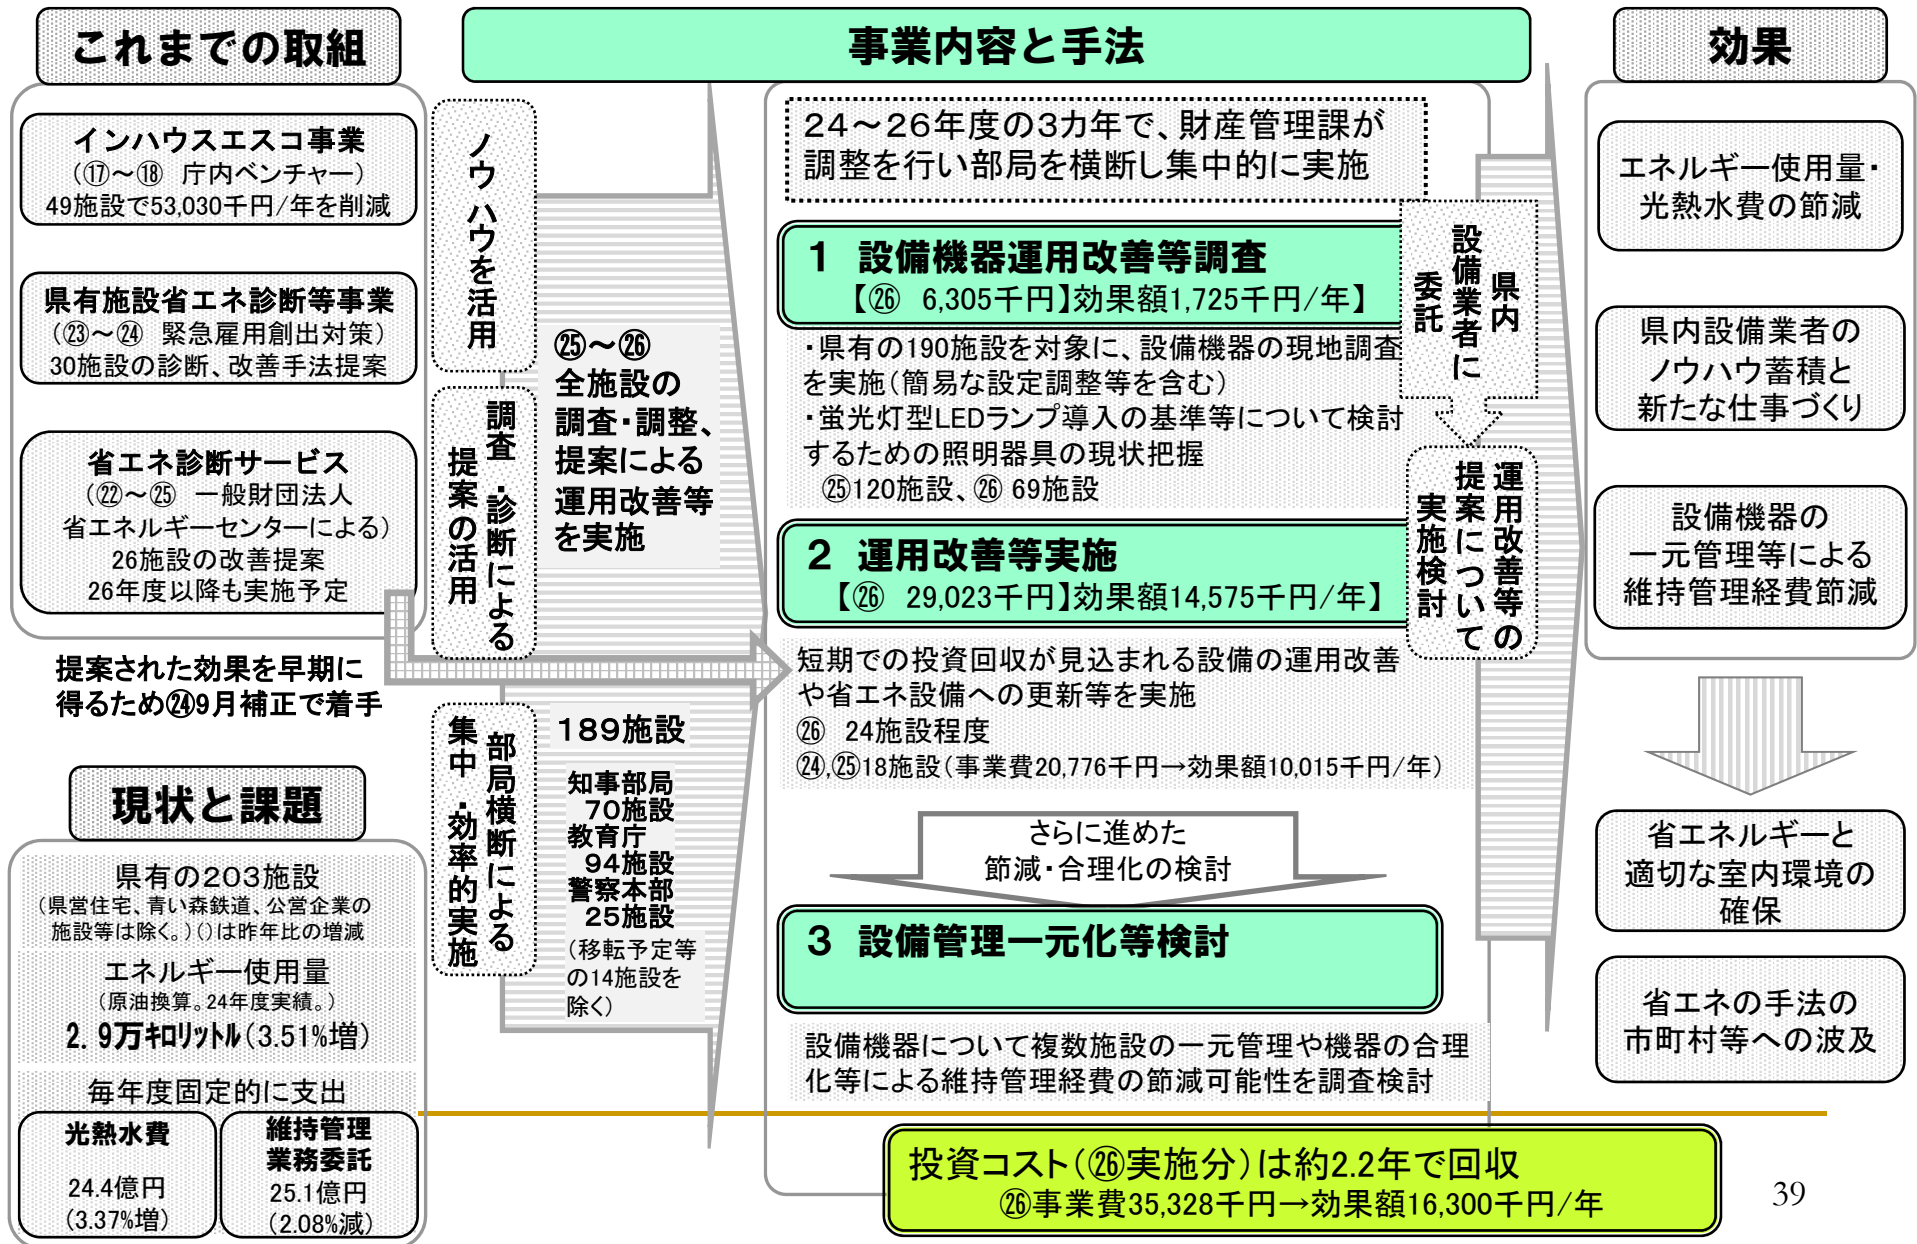 これまでの取組
インハウスエスコ事業
（⑰～⑱　庁内ベンチャー）
49施設で53,030千円/年を削減
県有施設省エネ診断等事業
（㉓～㉔　緊急雇用創出対策）
30施設の診断、改善手法提案
省エネ診断サービス
（㉒～㉕　一般財団法人
省エネルギーセンターによる）
26施設の改善提案
26年度以降も実施予定
提案された効果を早期に
得るため㉔9月補正で着手
現状と課題
県有の２０３施設
（県営住宅、青い森鉄道、公営企業の
施設等は除く。）（）は昨年比の増減
エネルギー使用量
（原油換算。24年度実績。）
２．９万キロリットル（3.51%増）
毎年度固定的に支出
光熱水費
24.4億円
（3.37%増）
維持管理
業務委託
25.1億円
（2.08%減）
事業内容と手法
ノウハウを活用
調査・診断による
提案の活用
部局横断による
集中・効率的実施
㉕～㉖
全施設の
調査・調整、
提案による
運用改善等
を実施
１８９施設
知事部局
７０施設
教育庁
９４施設
警察本部
２５施設
（移転予定等
の14施設を
除く）
２４～２６年度の３カ年で、財産管理課が
調整を行い部局を横断し集中的に実施
１　設備機器運用改善等調査
【㉖　6,305千円】効果額1,725千円/年】
・県有の190施設を対象に、設備機器の現地調査
を実施（簡易な設定調整等を含む）
・蛍光灯型LEDランプ導入の基準等について検討
するための照明器具の現状把握
㉕120施設、㉖ 69施設
２　運用改善等実施
【㉖　29,023千円】効果額14,575千円/年】
短期での投資回収が見込まれる設備の運用改善
や省エネ設備への更新等を実施
㉖　24施設程度
㉔,㉕18施設（事業費20,776千円→効果額10,015千円/年）
さらに進めた
節減・合理化の検討
３　設備管理一元化等検討
設備機器について複数施設の一元管理や機器の合理
化等による維持管理経費の節減可能性を調査検討
県内
設備業者に
委託
運用改善等の
提案について
実施検討
投資コスト（㉖実施分）は約2.2年で回収
㉖事業費35,328千円→効果額16,300千円/年
効果
エネルギー使用量・
光熱水費の節減
県内設備業者の
ノウハウ蓄積と
新たな仕事づくり
設備機器の
一元管理等による
維持管理経費節減
省エネルギーと
適切な室内環境の
確保
省エネの手法の
市町村等への波及
39